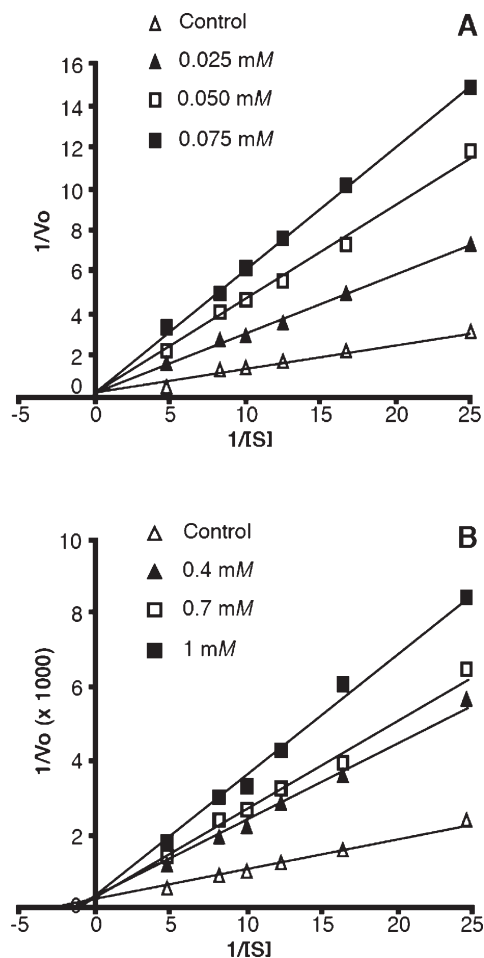 A
Control
0.025 mM
0.050 mM
0.075 mM
1/Vo
16
14
12
10
8
6
4
2
0
-5 0 5 10 15 20 25
1/[S]
B
Control
0.4 mM
0.7 mM
1 mM
1/Vo (x 1000)
10
8
6
4
2
0
-5 0 5 10 15 20 25
1/[S]